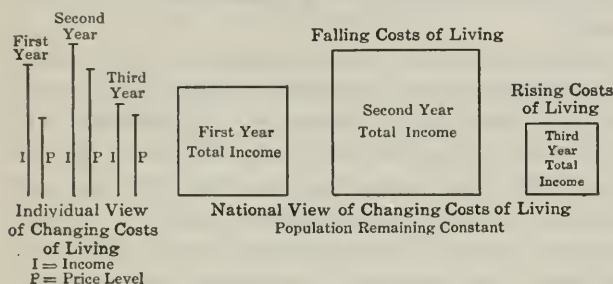 Second
Year
First
Year
Third
Year
I P I P I P
Individual View
of Changing Costs
of Living
I = Income
P = Price Level
Falling Costs of Living
First Year
Total Income
Second Year
Total Income
Rising Costs
of Living
Third
Year
Total
Income
National View of Changing Costs of Living
Population Remaining Constant